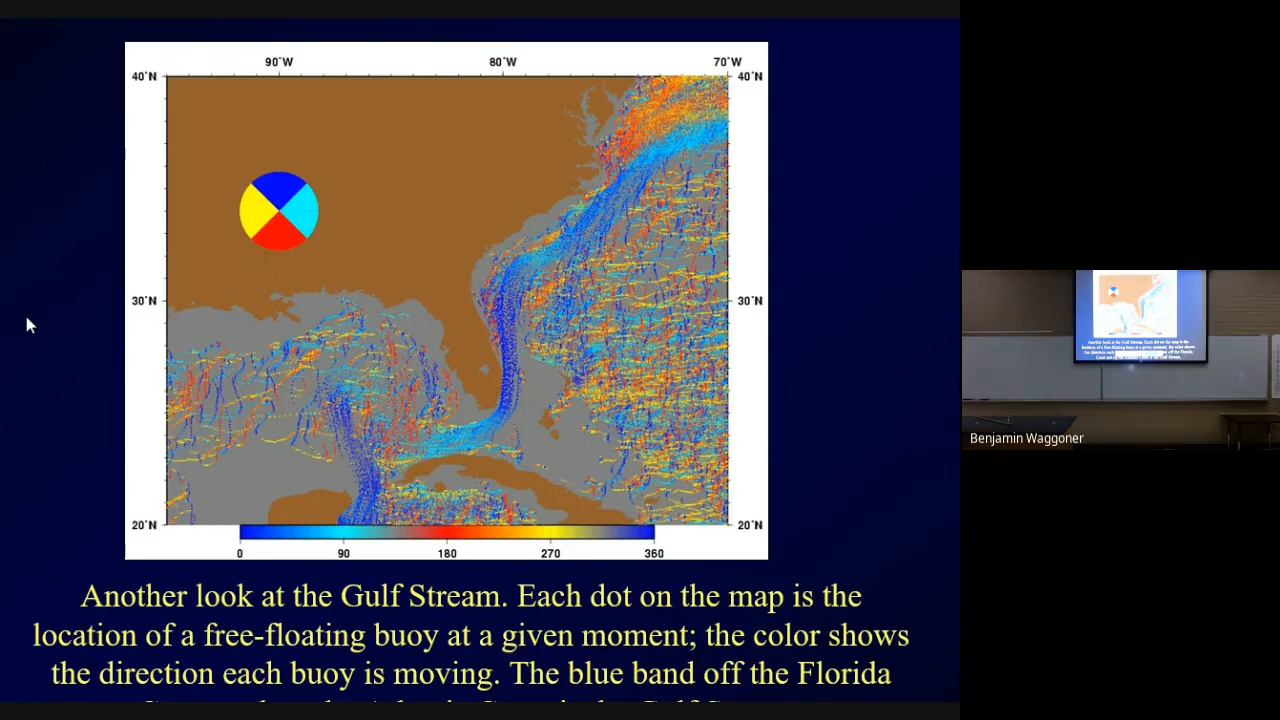 90°W 80°W 70°W
40°N 40°N
30°N 30°N
20°N 20°N
0 90 180 270 360
Another look at the Gulf Stream. Each dot on the map is the
location of a free-floating buoy at a given moment; the color shows
the direction each buoy is moving. The blue band off the Florida
Benjamin Waggoner